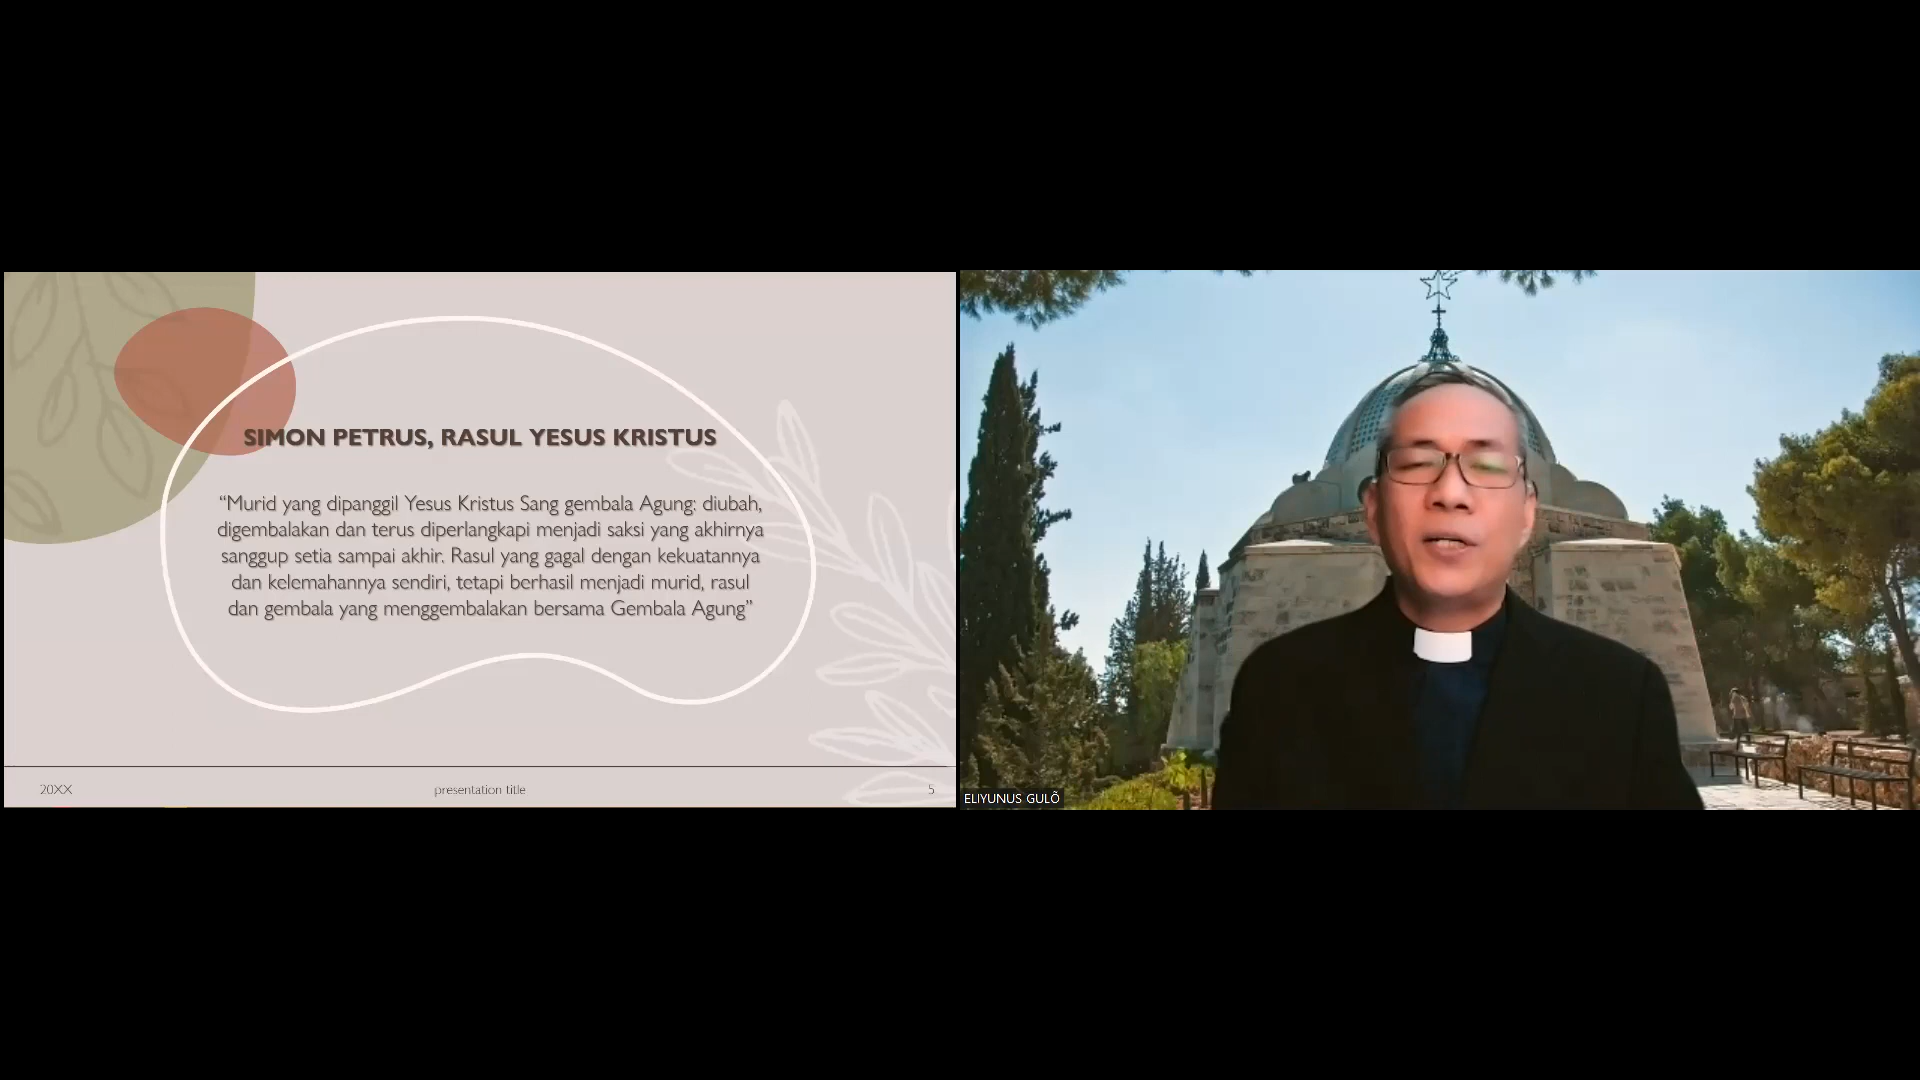 SIMON PETRUS, RASUL YESUS KRISTUS
“Murid yang dipanggil Yesus Kristus Sang gembala Agung: diubah,
digembalakan dan terus diperlangkapi menjadi saksi yang akhirnya
sanggup setia sampai akhir. Rasul yang gagal dengan kekuatannya
dan kelemahannya sendiri, tetapi berhasil menjadi murid, rasul
dan gembala yang menggembalakan bersama Gembala Agung”
20XX
presentation title
5
ELIYUNUS GULÕ